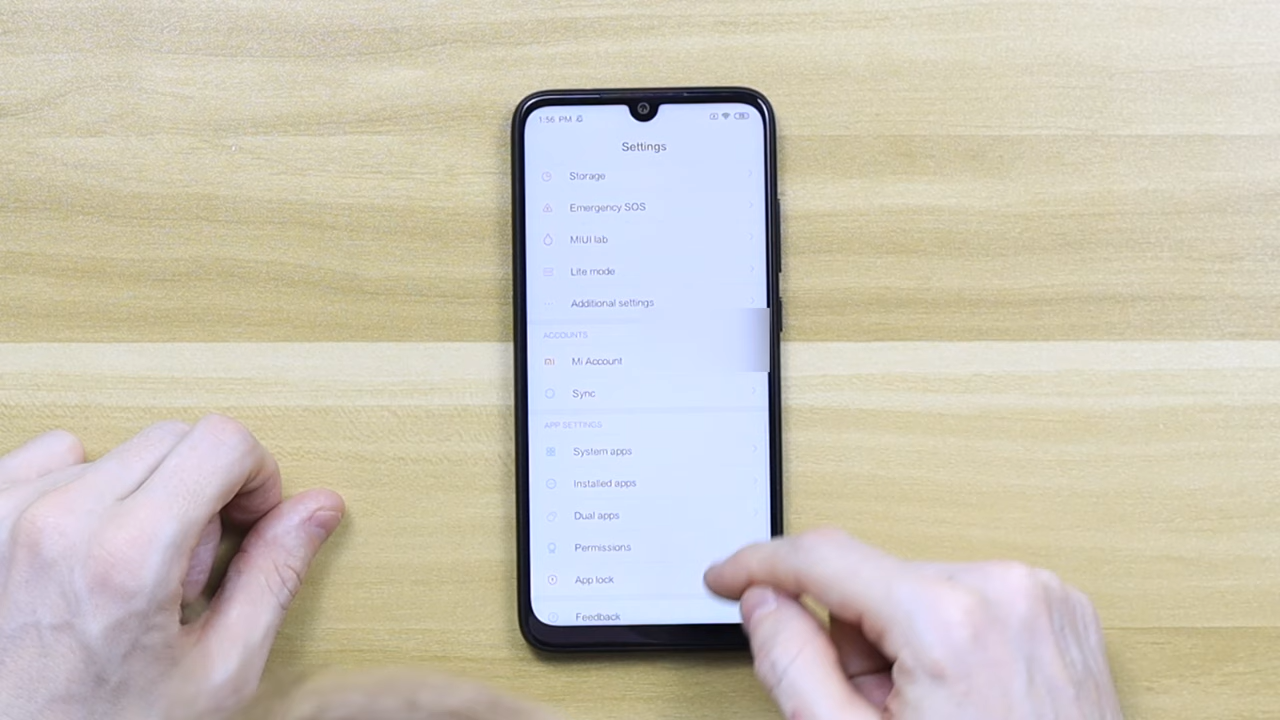 1:56 PM
Settings
Storage
Emergency SOS
MIUI lab
Lite mode
Additional settings
ACCOUNTS
Mi Account
Sync
APP SETTINGS
System apps
Installed apps
Dual apps
Permissions
App lock
Feedback